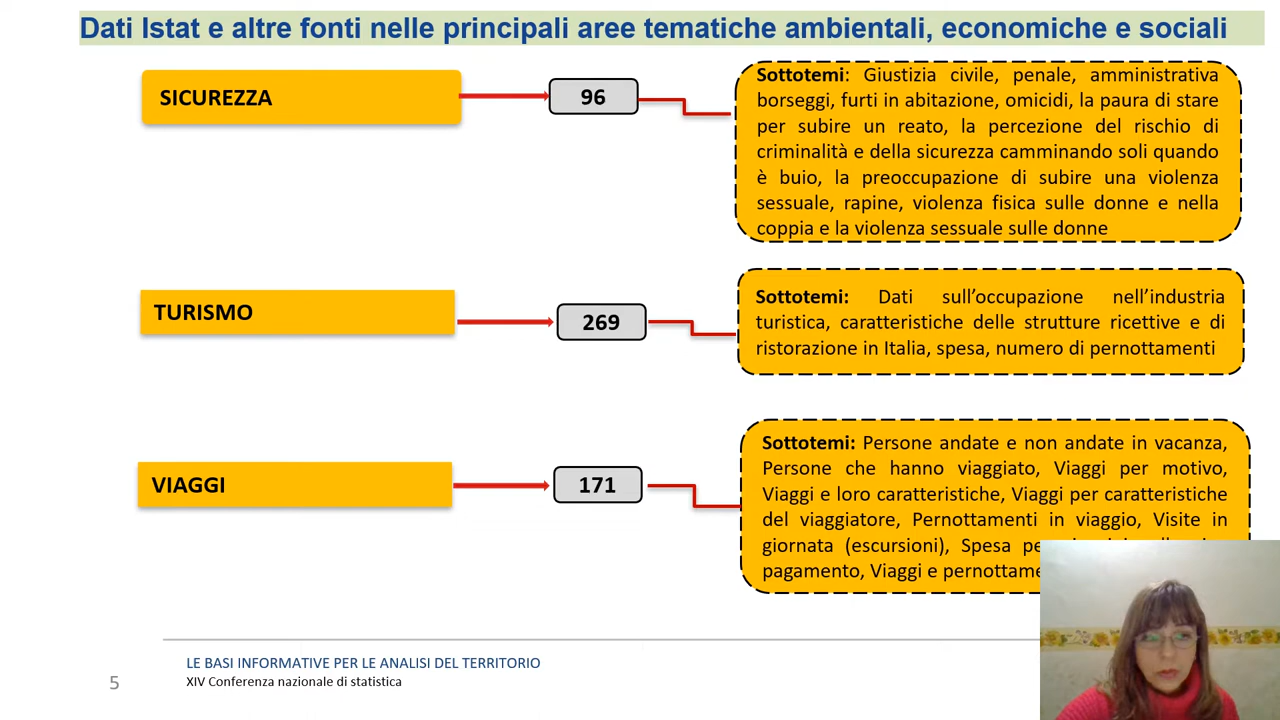 Dati Istat e altre fonti nelle principali aree tematiche ambientali, economiche e sociali
SICUREZZA
96
Sottotemi: Giustizia civile, penale, amministrativa
borseggi, furti in abitazione, omicidi, la paura di stare
per subire un reato, la percezione del rischio di
criminalità e della sicurezza camminando soli quando
è buio, la preoccupazione di subire una violenza
sessuale, rapine, violenza fisica sulle donne e nella
coppia e la violenza sessuale sulle donne
TURISMO
269
Sottotemi: Dati sull'occupazione nell'industria
turistica, caratteristiche delle strutture ricettive e di
ristorazione in Italia, spesa, numero di pernottamenti
VIAGGI
171
Sottotemi: Persone andate e non andate in vacanza,
Persone che hanno viaggiato, Viaggi per motivo,
Viaggi e loro caratteristiche, Viaggi per caratteristiche
del viaggiatore, Pernottamenti in viaggio, Visite in
giornata (escursioni), Spesa
pagamento, Viaggi e
LE BASI INFORMATIVE PER LE ANALISI DEL TERRITORIO
XIV Conferenza nazionale di statistica
5